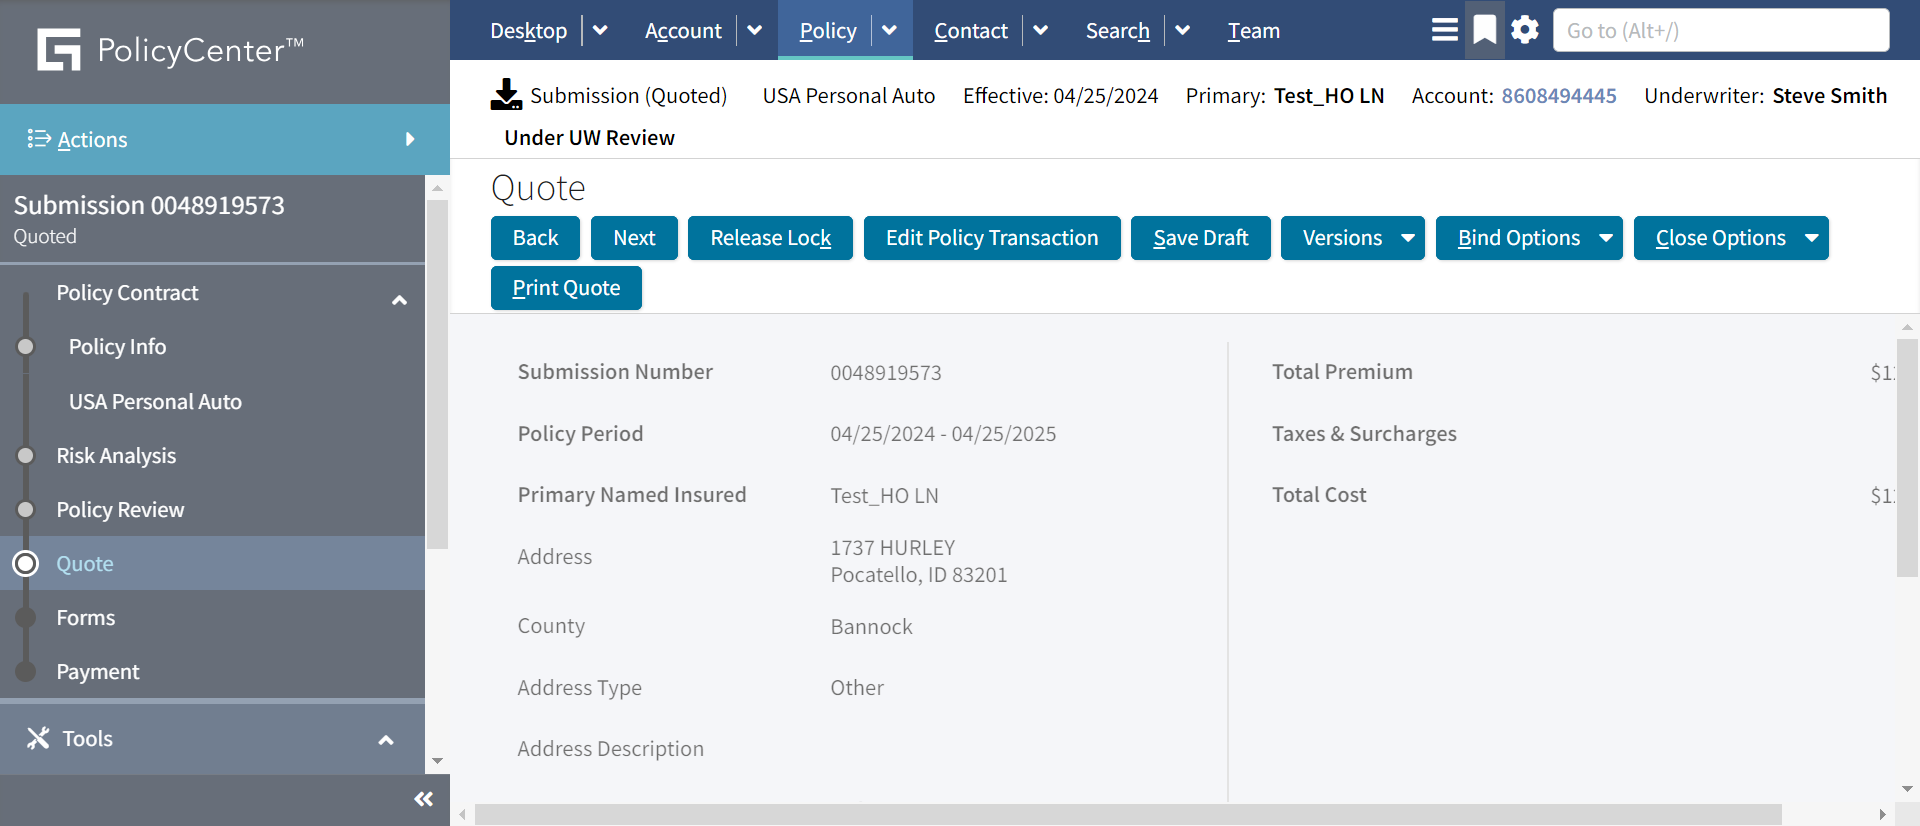 PolicyCenter™
Desktop
Account
Policy
Contact
Search
Team
Go to (Alt+/)
Submission (Quoted) USA Personal Auto Effective: 04/25/2024 Primary: Test_HO LN Account: 8608494445 Underwriter: Steve Smith
Under UW Review
Actions
Submission 0048919573
Quoted
Policy Contract
Policy Info
USA Personal Auto
Risk Analysis
Policy Review
Quote
Forms
Payment
Tools
Quote
Back
Next
Release Lock
Edit Policy Transaction
Save Draft
Versions
Bind Options
Close Options
Print Quote
Submission Number 0048919573
Policy Period 04/25/2024 - 04/25/2025
Primary Named Insured Test_HO LN
Address 1737 HURLEY
Pocatello, ID 83201
County Bannock
Address Type Other
Address Description
Total Premium
Taxes & Surcharges
Total Cost